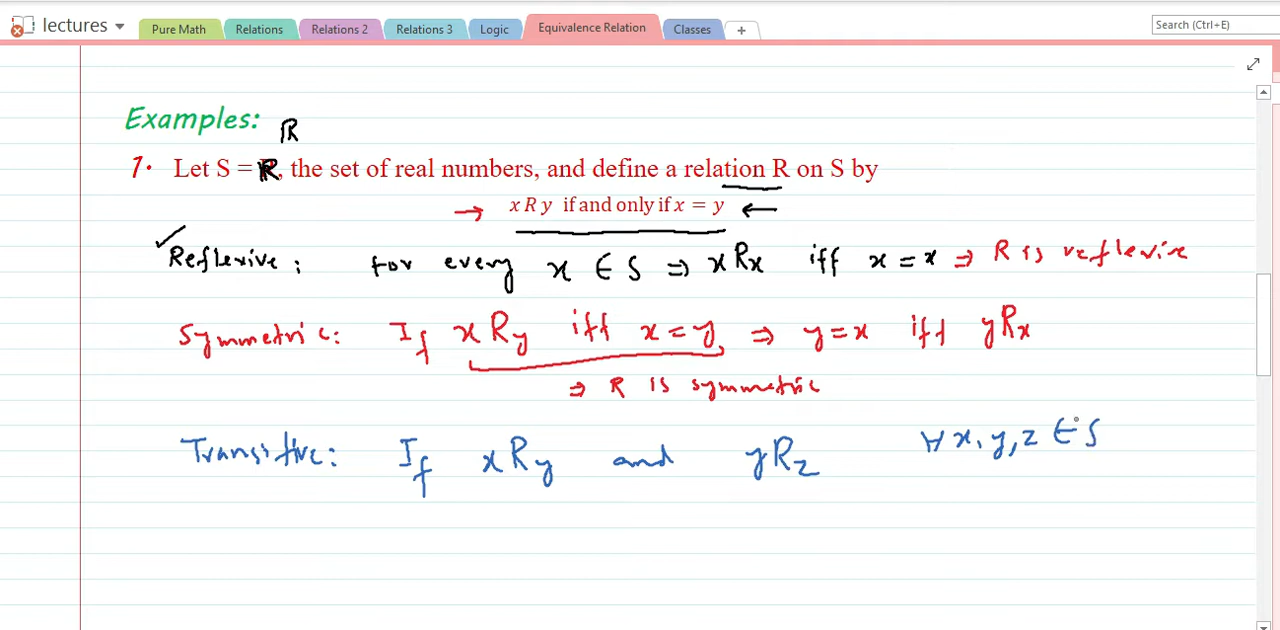 lectures
Pure Math Relations Relations 2 Relations 3 Logic Equivalence Relation Classes +
Search (Ctrl+E)
Examples:
ℝ
1. Let S = ℝ, the set of real numbers, and define a relation R on S by
→ x R y if and only if x = y ←
✓Reflexive: for every x ∈ S ⇒ xRx iff x = x ⇒ R is reflexive
Symmetric: If xRy iff x = y ⇒ y = x iff yRx
⇒ R is symmetric
∀ x, y, z ∈ S
Transitive: If xRy and yRz